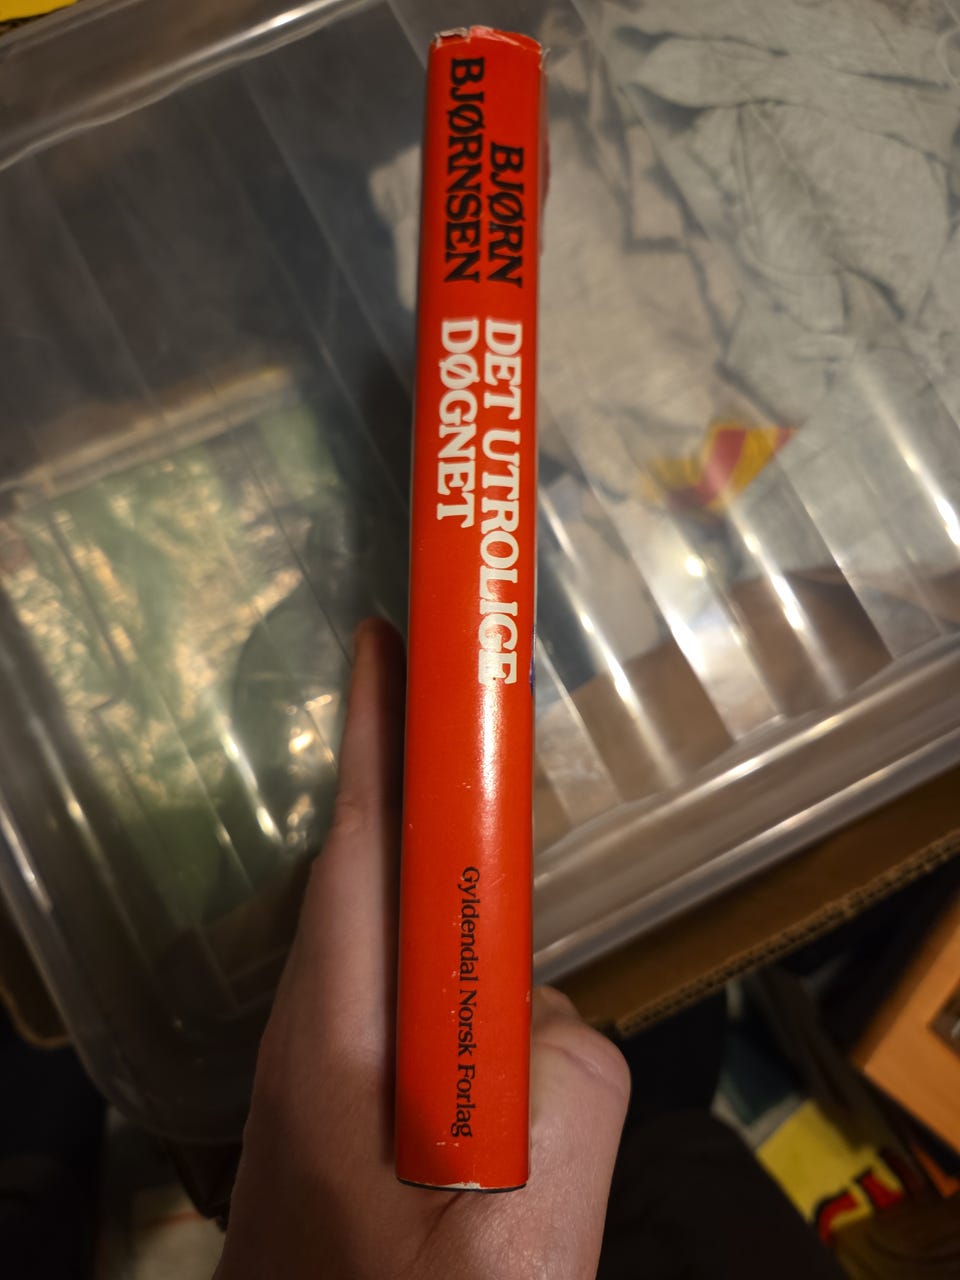 BJØRN
BJØRNSEN
DET UTROLIGE
DØGNET
Gyldendal Norsk Forlag